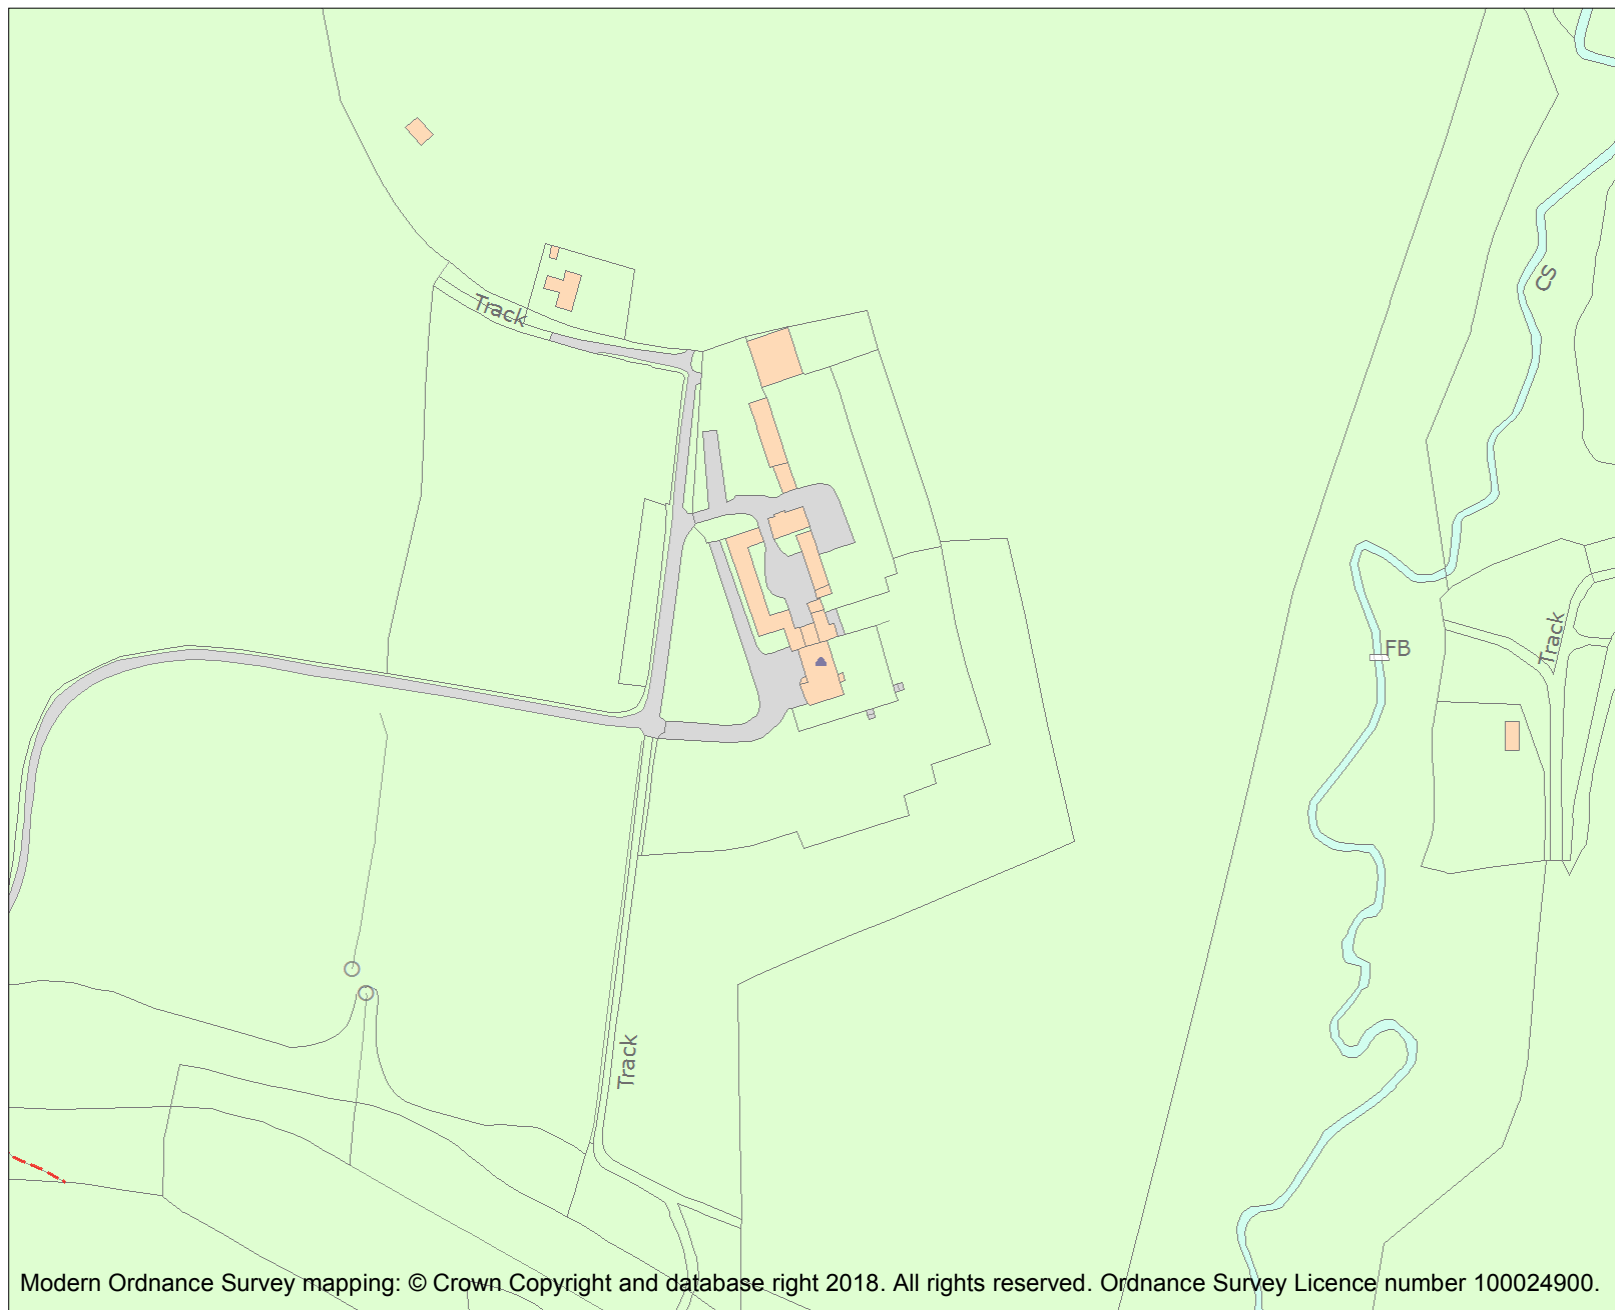 CS
Track
Track
FB
Track
Modern Ordnance Survey mapping: © Crown Copyright and database right 2018. All rights reserved. Ordnance Survey Licence number 100024900.